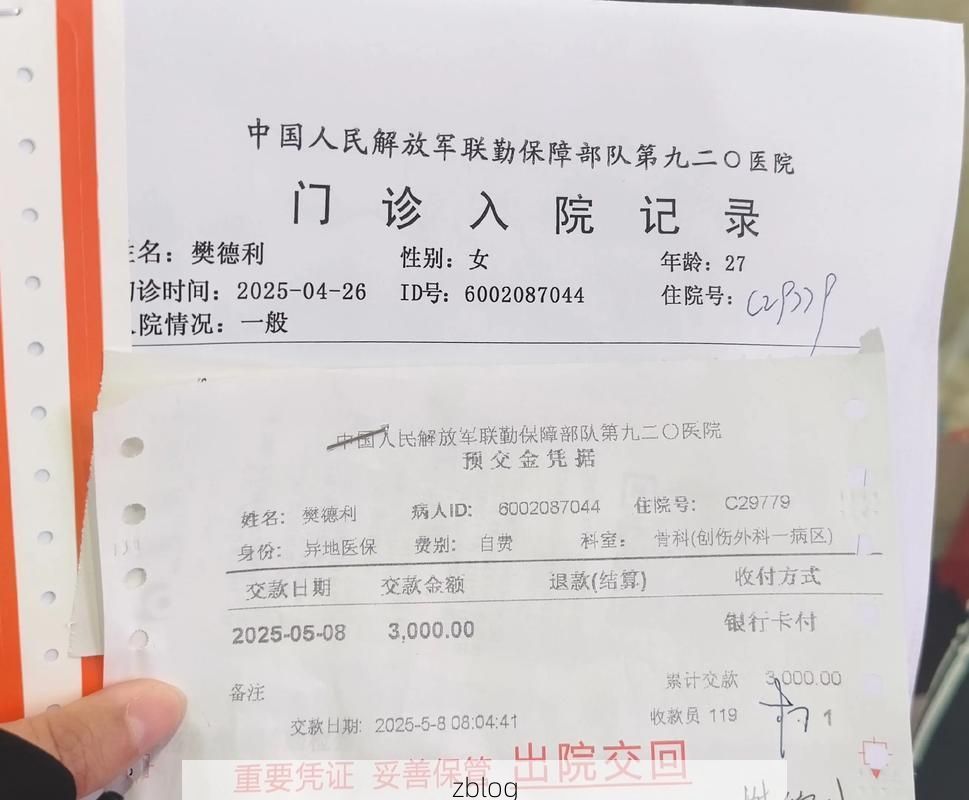 中国人民解放军联勤保障部队第九二〇医院
门诊入院记录
姓名：樊德利 性别：女 年龄：27
诊时间：2025-04-26 ID号：6002087044 住院号：C29779
院情况：一般
中国人民解放军联勤保障部队第九二〇医院
预交金凭据
姓名：樊德利 病人ID：6002087044 住院号：C29779
身份：异地医保 费别：自费 科室：骨科(创伤外科一病区)
交款日期 交款金额 退款(结算) 收付方式
2025-05-08 3,000.00 银行卡付
备注 累计交款 3,000.00
交款日期：2025-5-8 08:04:41 收款员 119 1
重要凭证 妥善保管 出院交回
zblog